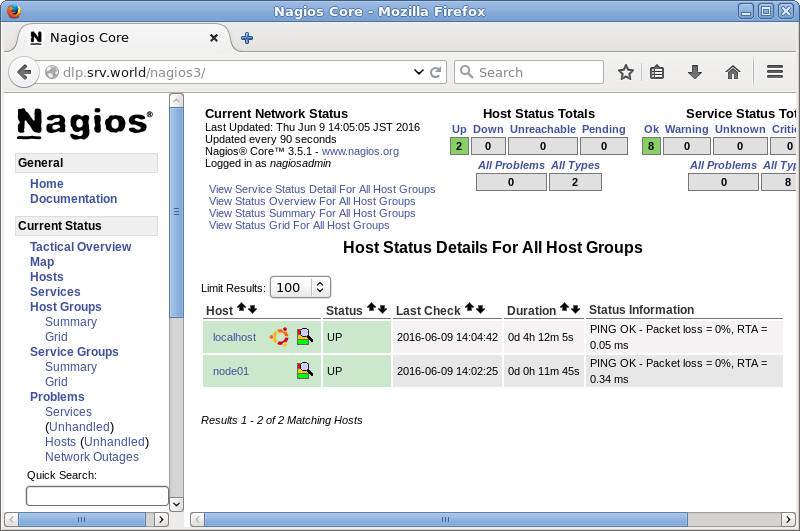 Nagios Core - Mozilla Firefox
Nagios Core
dlp.srv.world/nagios3/
Search
Nagios®
General
Home
Documentation
Current Status
Tactical Overview
Map
Hosts
Services
Host Groups
Summary
Grid
Service Groups
Summary
Grid
Problems
Services
(Unhandled)
Hosts (Unhandled)
Network Outages
Quick Search:
Current Network Status
Last Updated: Thu Jun 9 14:05:05 JST 2016
Updated every 90 seconds
Nagios® Core™ 3.5.1 - www.nagios.org
Logged in as nagiosadmin
View Service Status Detail For All Host Groups
View Status Overview For All Host Groups
View Status Summary For All Host Groups
View Status Grid For All Host Groups
Host Status Totals
Up Down Unreachable Pending
2 0 0 0
All Problems All Types
0 2
Service Status Tot
Ok Warning Unknown Critic
8 0 0 0
All Problems All Typ
0 8
Host Status Details For All Host Groups
Limit Results: 100
Host Status Last Check Duration Status Information
localhost UP 2016-06-09 14:04:42 0d 4h 12m 5s PING OK - Packet loss = 0%, RTA =
0.05 ms
node01 UP 2016-06-09 14:02:25 0d 0h 11m 45s PING OK - Packet loss = 0%, RTA =
0.34 ms
Results 1 - 2 of 2 Matching Hosts